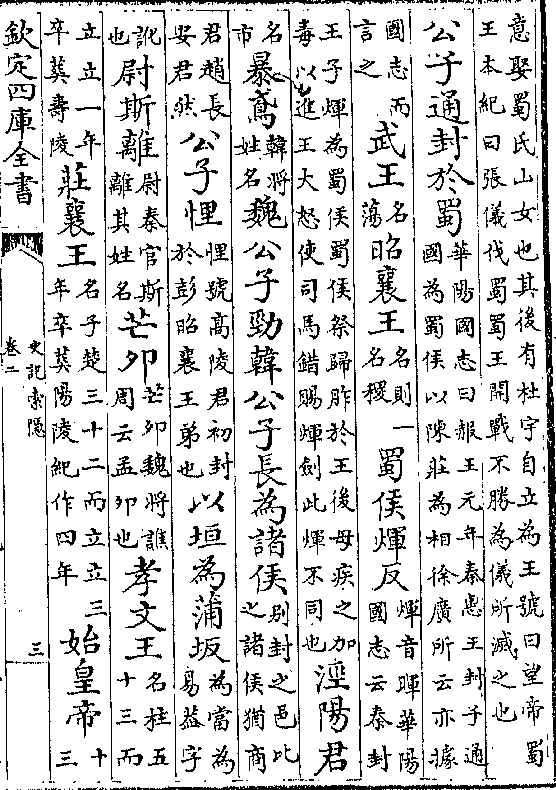 意娶蜀氏山女也其後有杜宇自立為王號曰望帝蜀
王本紀曰張儀伐蜀蜀王開戰不勝為儀所滅之也
公子通封於蜀
華陽國志曰赧王元年秦惠王封子通
國為蜀侯以陳莊為相徐廣所云亦據
國志而
言之
武王
名
蕩
昭襄王
名則一
名稷
蜀侯煇反
煇音暉華陽
國志云秦封
王子煇為蜀侯蜀侯祭歸胙於王後母疾之加
毒以進王大怒使司馬錯賜煇劍此煇不同也
涇陽君
名
市
暴鳶
韓將
姓名
魏公子勁韓公子長為諸侯
別封之邑比
之諸侯猶商
君趙長
安君然
公子悝
悝號高陵君初封
於彭昭襄王弟也
以垣為蒲坂
為當為
易蓋字
訛
也
尉斯離
尉秦官斯
離其姓名
芒卯
芒卯魏將譙
周云孟卯也
孝文王
名柱五
十三而
立立一年
卒葬壽陵
莊襄王
名子楚三十二而立立三
年卒葬陽陵紀作四年
始皇帝
十
三
欽定四庫全書
史記索隱
卷二
三